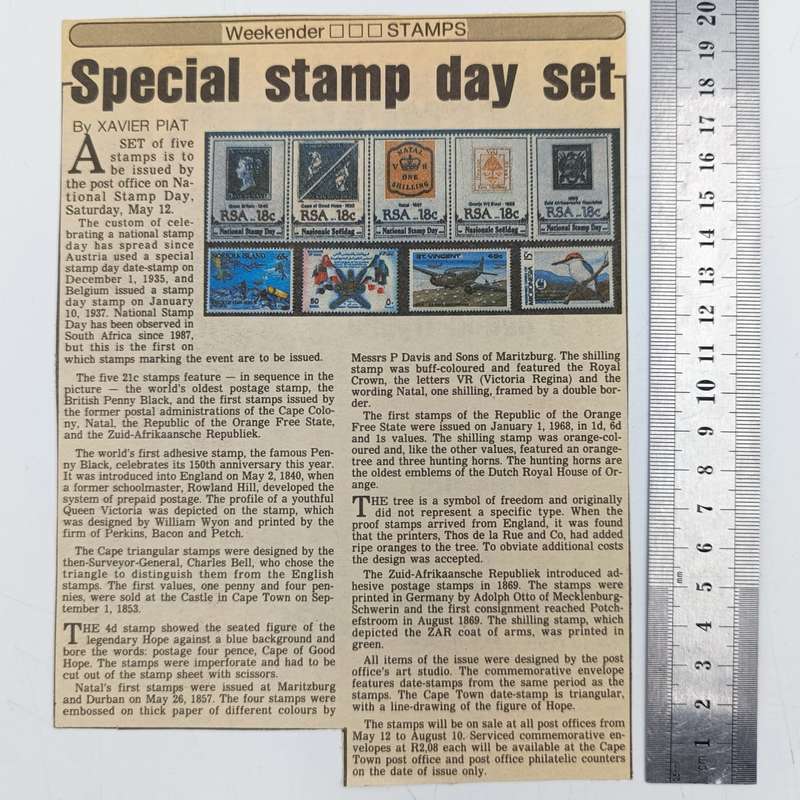 Weekender □□□ STAMPS
Special stamp day set
By XAVIER PIAT
A SET of five
stamps is to
be issued by
the post office on Na-
tional Stamp Day,
Saturday, May 12.
The custom of cele-
brating a national stamp
day has spread since
Austria used a special
stamp day date-stamp on
December 1, 1935, and
Belgium issued a stamp
day stamp on January
10, 1937. National Stamp
Day has been observed in
South Africa since 1987,
but this is the first on
which stamps marking the event are to be issued.
The five 21c stamps feature — in sequence in the
picture — the world's oldest postage stamp, the
British Penny Black, and the first stamps issued by
the former postal administrations of the Cape Colo-
ny, Natal, the Republic of the Orange Free State,
and the Zuid-Afrikaansche Republiek.
The world's first adhesive stamp, the famous Pen-
ny Black, celebrates its 150th anniversary this year.
It was introduced into England on May 2, 1840, when
a former schoolmaster, Rowland Hill, developed the
system of prepaid postage. The profile of a youthful
Queen Victoria was depicted on the stamp, which
was designed by William Wyon and printed by the
firm of Perkins, Bacon and Petch.
The Cape triangular stamps were designed by the
then-Surveyor-General, Charles Bell, who chose the
triangle to distinguish them from the English
stamps. The first values, one penny and four pen-
nies, were sold at the Castle in Cape Town on Sep-
tember 1, 1853.
THE 4d stamp showed the seated figure of the
legendary Hope against a blue background and
bore the words: postage four pence, Cape of Good
Hope. The stamps were imperforate and had to be
cut out of the stamp sheet with scissors.
Natal's first stamps were issued at Maritzburg
and Durban on May 26, 1857. The four stamps were
embossed on thick paper of different colours by
RSA 18c RSA 18c RSA 18c RSA 18c RSA 18c
National Stamp Day Nasionale Seëldag National Stamp Day Nasionale Seëldag National Stamp Day
NATAL
V R
ONE
SHILLING
NORFOLK ISLAND 65c
50
ST. VINCENT 45c
MICRONESIA 15c
Messrs P Davis and Sons of Maritzburg. The shilling
stamp was buff-coloured and featured the Royal
Crown, the letters VR (Victoria Regina) and the
wording Natal, one shilling, framed by a double bor-
der.
The first stamps of the Republic of the Orange
Free State were issued on January 1, 1968, in 1d, 6d
and 1s values. The shilling stamp was orange-col-
oured and, like the other values, featured an orange-
tree and three hunting horns. The hunting horns are
the oldest emblems of the Dutch Royal House of Or-
ange.
THE tree is a symbol of freedom and originally
did not represent a specific type. When the
proof stamps arrived from England, it was found
that the printers, Thos de la Rue and Co, had added
ripe oranges to the tree. To obviate additional costs
the design was accepted.
The Zuid-Afrikaansche Republiek introduced ad-
hesive postage stamps in 1869. The stamps were
printed in Germany by Adolph Otto of Mecklenburg-
Schwerin and the first consignment reached Potch-
efstroom in August 1869. The shilling stamp, which
depicted the ZAR coat of arms, was printed in
green.
All items of the issue were designed by the post
office's art studio. The commemorative envelope
features date-stamps from the same period as the
stamps. The Cape Town date-stamp is triangular,
with a line-drawing of the figure of Hope.
The stamps will be on sale at all post offices from
May 12 to August 10. Serviced commemorative en-
velopes at R2,08 each will be available at the Cape
Town post office and post office philatelic counters
on the date of issue only.
20
19
18
17
16
15
14
13
12
11
10
9
8
7
6
5
mm
4
3
2
1
cm